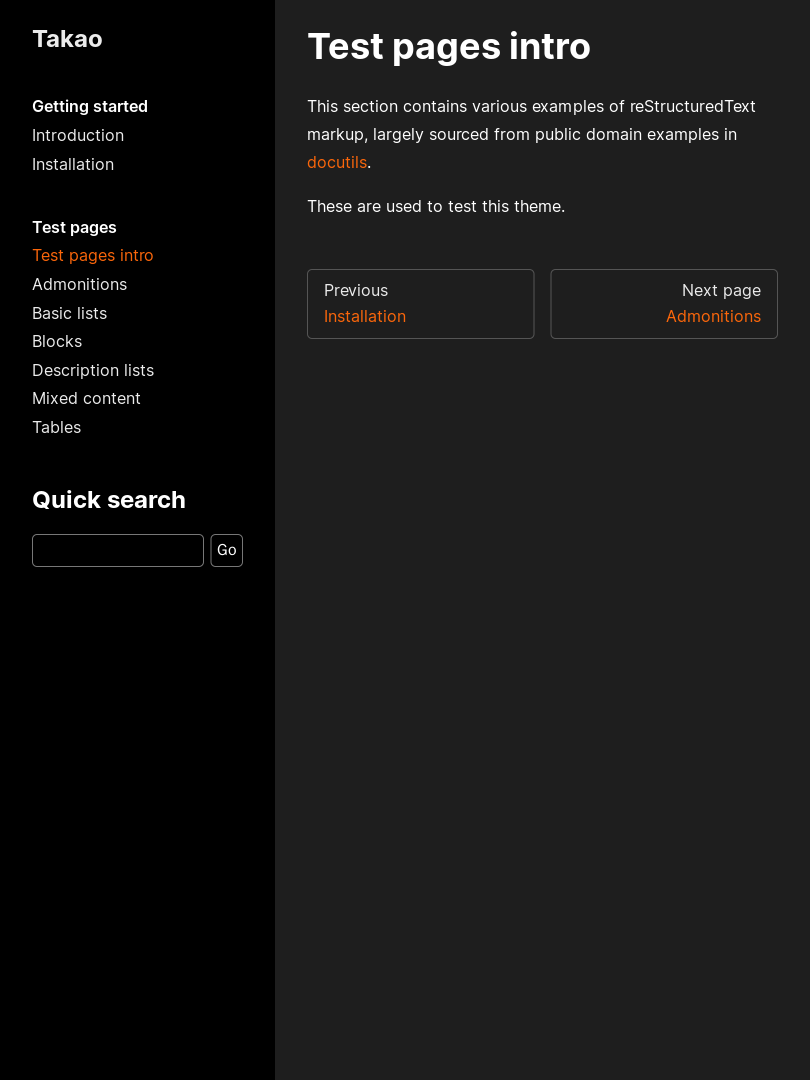 Takao
Getting started
Introduction
Installation
Test pages
Test pages intro
Admonitions
Basic lists
Blocks
Description lists
Mixed content
Tables
Quick search
Go
Test pages intro
This section contains various examples of reStructuredText
markup, largely sourced from public domain examples in
docutils.
These are used to test this theme.
Previous
Installation
Next page
Admonitions